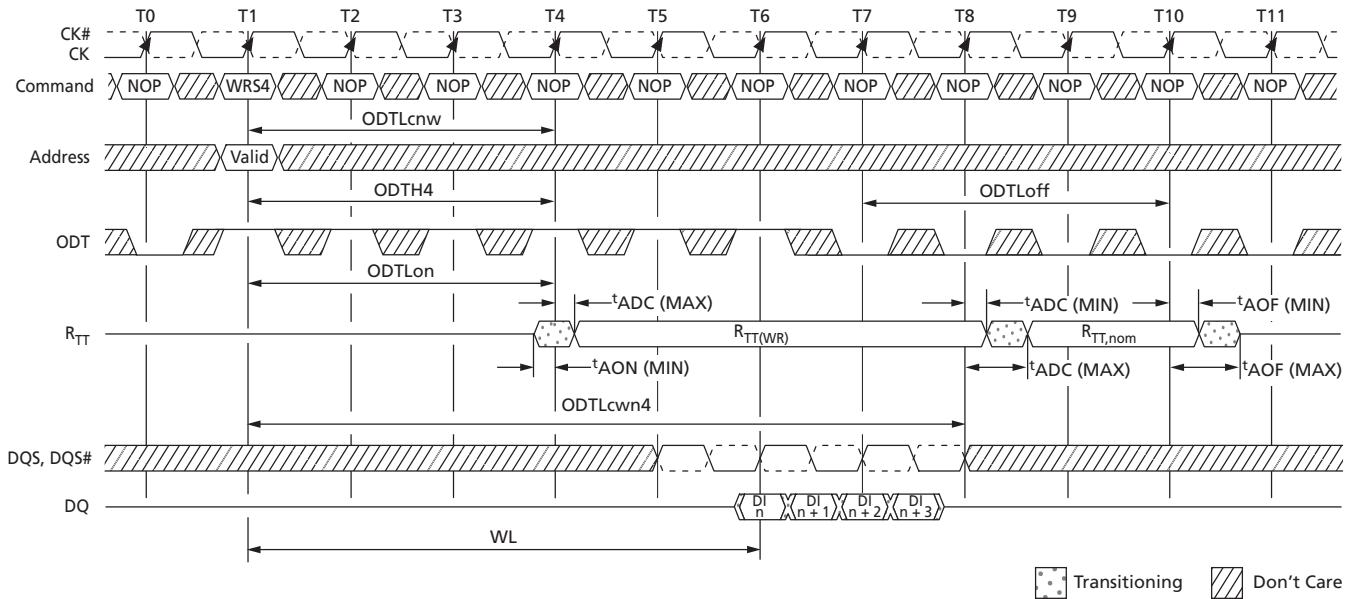 T0 T1 T2 T3 T4 T5 T6 T7 T8 T9 T10 T11
CK#
CK
Command NOP WRS4 NOP NOP NOP NOP NOP NOP NOP NOP NOP NOP
ODTLcnw
Address Valid
ODTH4 ODTLoff
ODT
ODTLon
tADC (MAX) tADC (MIN) tAOF (MIN)
RTT RTT(WR) RTT,nom
tAON (MIN) tADC (MAX) tAOF (MAX)
ODTLcwn4
DQS, DQS#
DQ DI n DI n + 1 DI n + 2 DI n + 3
WL
Transitioning Don't Care